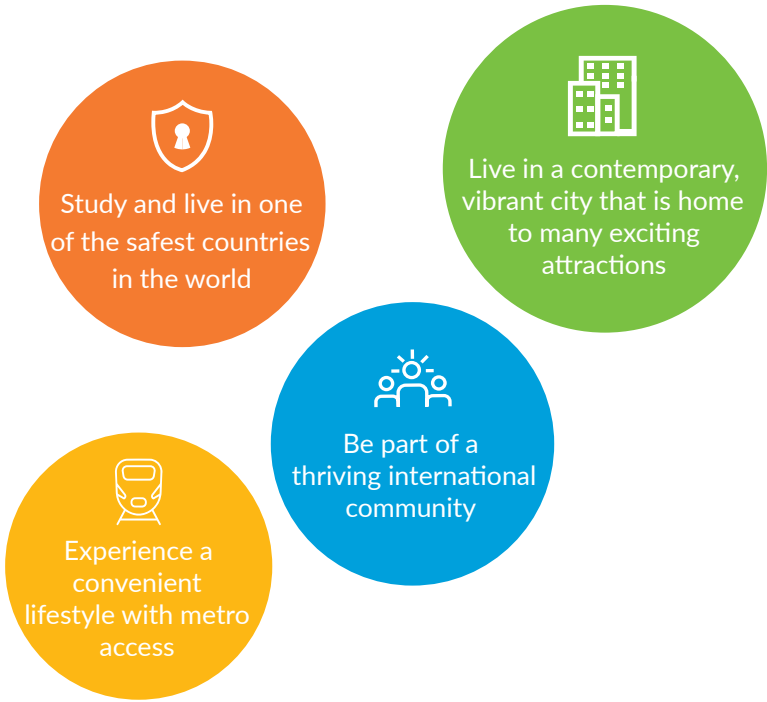 Study and live in one
of the safest countries
in the world
Live in a contemporary,
vibrant city that is home
to many exciting
attractions
Be part of a
thriving international
community
Experience a
convenient
lifestyle with metro
access